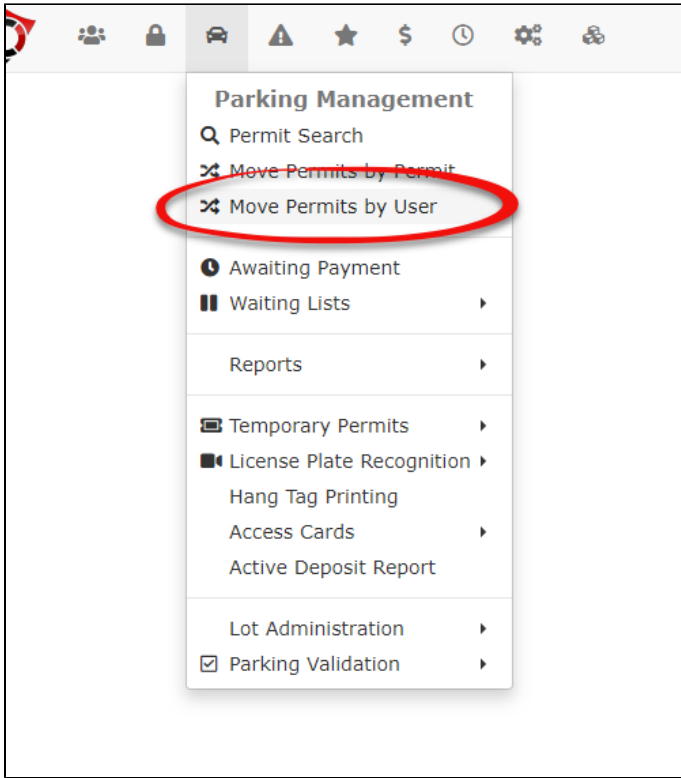 Parking Management
Permit Search
Move Permits by Permit
Move Permits by User
Awaiting Payment
Waiting Lists
Reports
Temporary Permits
License Plate Recognition
Hang Tag Printing
Access Cards
Active Deposit Report
Lot Administration
Parking Validation